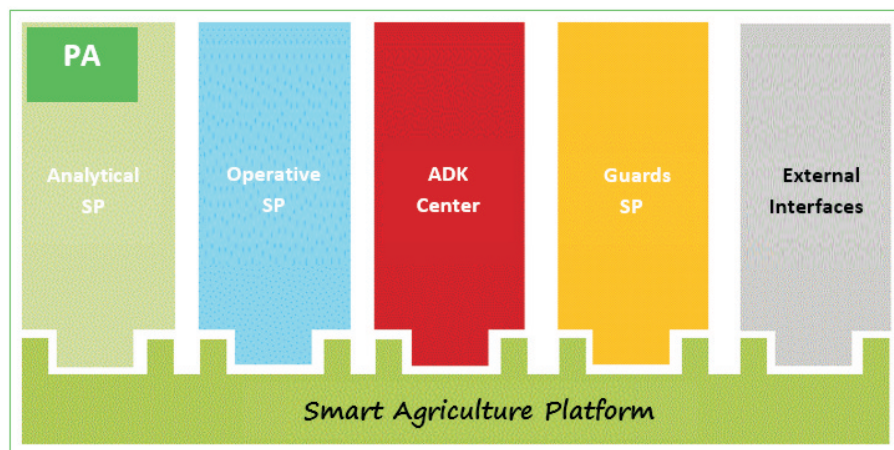 PA
Analytical
SP
Operative
SP
ADK
Center
Guards
SP
External
Interfaces
Smart Agriculture Platform